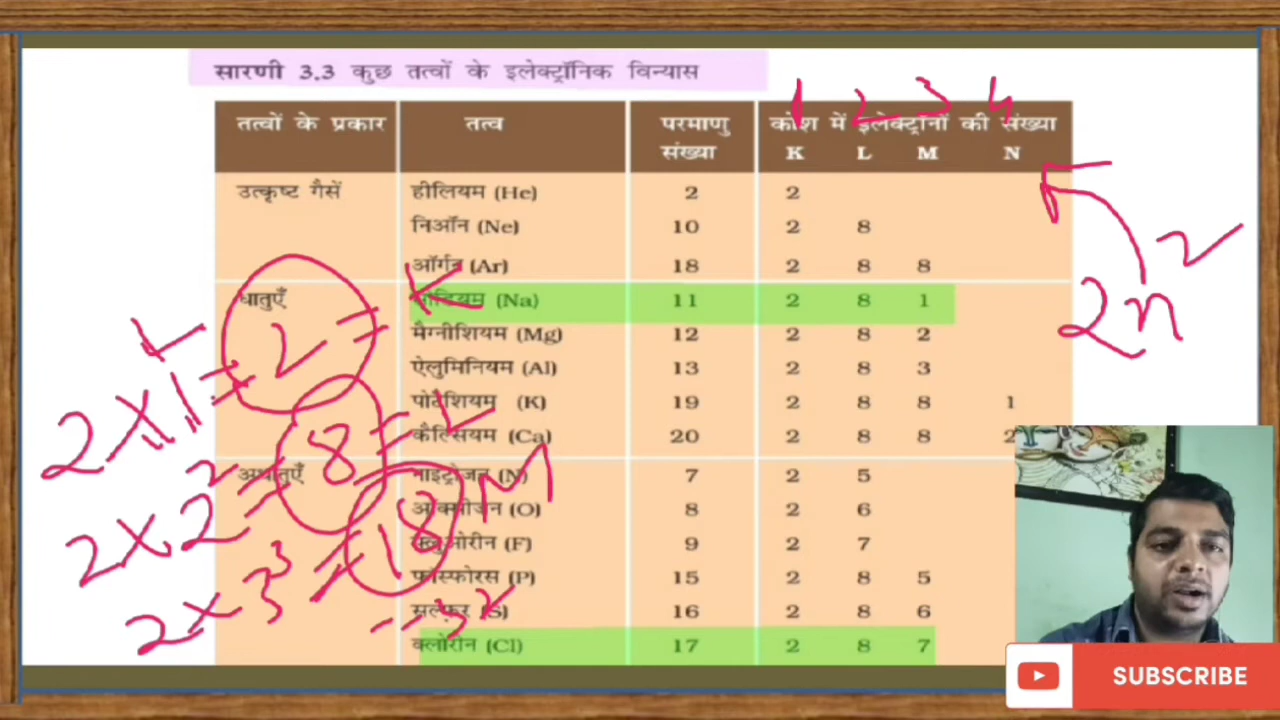 सारणी 3.3 कुछ तत्वों के इलेक्ट्रॉनिक विन्यास
1 2 3 4
तत्वों के प्रकार तत्व परमाणु संख्या कोश में इलेक्ट्रानों की संख्या
K L M N
उत्कृष्ट गैसें हीलियम (He) 2 2
निऑन (Ne) 10 2 8
ऑर्गन (Ar) 18 2 8 8
धातुएँ सोडियम (Na) 11 2 8 1
मैग्नीशियम (Mg) 12 2 8 2
ऐलुमिनियम (Al) 13 2 8 3
पोटैशियम (K) 19 2 8 8 1
कैल्सियम (Ca) 20 2 8 8 2
अधातुएँ नाइट्रोजन (N) 7 2 5
ऑक्सीजन (O) 8 2 6
फ्लुओरीन (F) 9 2 7
फॉस्फोरस (P) 15 2 8 5
सल्फर (S) 16 2 8 6
क्लोरीन (Cl) 17 2 8 7
2n²
2×1 = 2 = K
2×2² = 8 = L
2×3³ = 18 M
SUBSCRIBE